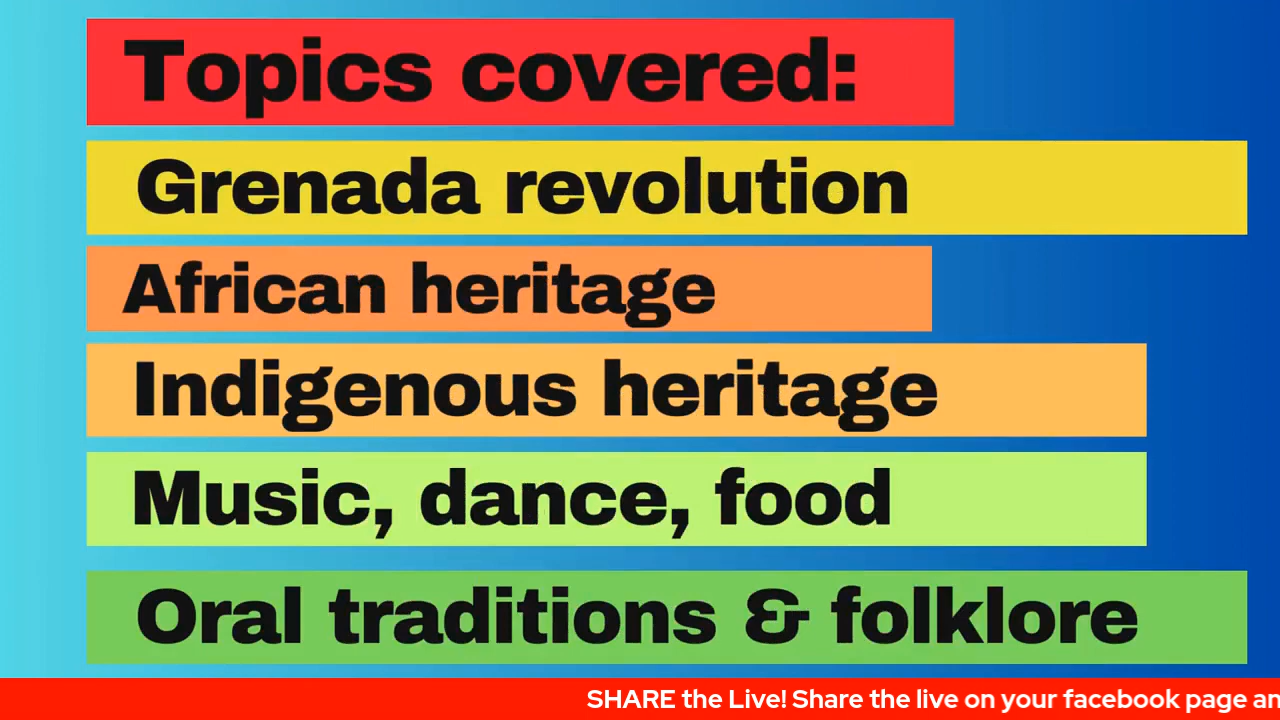 Topics covered:
Grenada revolution
African heritage
Indigenous heritage
Music, dance, food
Oral traditions & folklore
SHARE the Live! Share the live on your facebook page